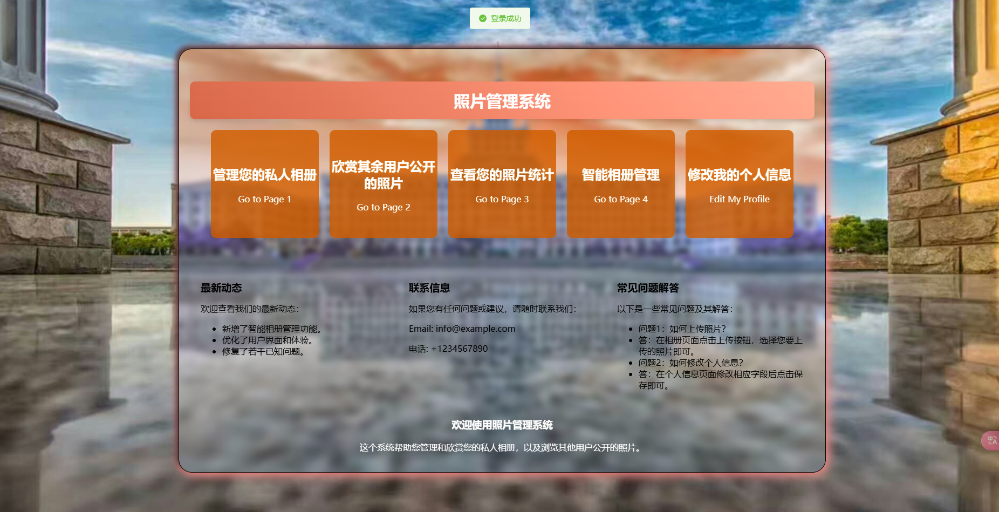 登录成功
照片管理系统
管理您的私人相册
Go to Page 1
欣赏其余用户公开
的照片
Go to Page 2
查看您的照片统计
Go to Page 3
智能相册管理
Go to Page 4
修改我的个人信息
Edit My Profile
最新动态
欢迎查看我们的最新动态：
新增了智能相册管理功能。
优化了用户界面和体验。
修复了若干已知问题。
联系信息
如果您有任何问题或建议，请随时联系我们：
Email: info@example.com
电话: +1234567890
常见问题解答
以下是一些常见问题及其解答：
问题1：如何上传照片？
答：在相册页面点击上传按钮，选择您要上
传的照片即可。
问题2：如何修改个人信息？
答：在个人信息页面修改相应字段后点击保
存即可。
欢迎使用照片管理系统
这个系统帮助您管理和欣赏您的私人相册，以及浏览其他用户公开的照片。
中A